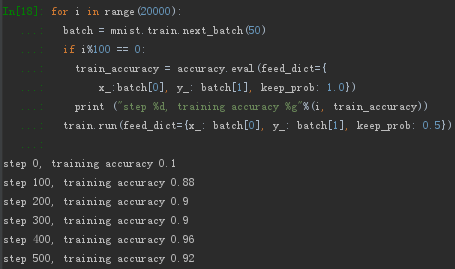 In[18]: for i in range(20000):
...: batch = mnist.train.next_batch(50)
...: if i%100 == 0:
...: train_accuracy = accuracy.eval(feed_dict={
...: x_:batch[0], y_: batch[1], keep_prob: 1.0})
...: print ("step %d, training accuracy %g"%(i, train_accuracy))
...: train.run(feed_dict={x_: batch[0], y_: batch[1], keep_prob: 0.5})
...:
step 0, training accuracy 0.1
step 100, training accuracy 0.88
step 200, training accuracy 0.9
step 300, training accuracy 0.9
step 400, training accuracy 0.96
step 500, training accuracy 0.92